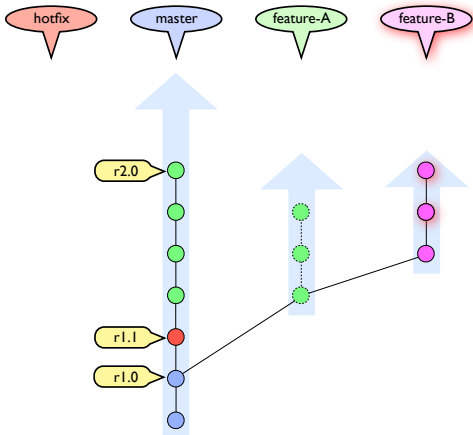 hotfix
master
feature-A
feature-B
r2.0
r1.1
r1.0